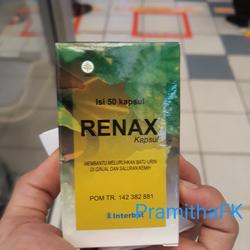 Isi 50 kapsul
RENAX
Kapsul
MEMBANTU MELURUHKAN BATU URIN
DI GINJAL DAN SALURAN KEMIH
POM TR. 142 382 881
Interbat
PramithaFK